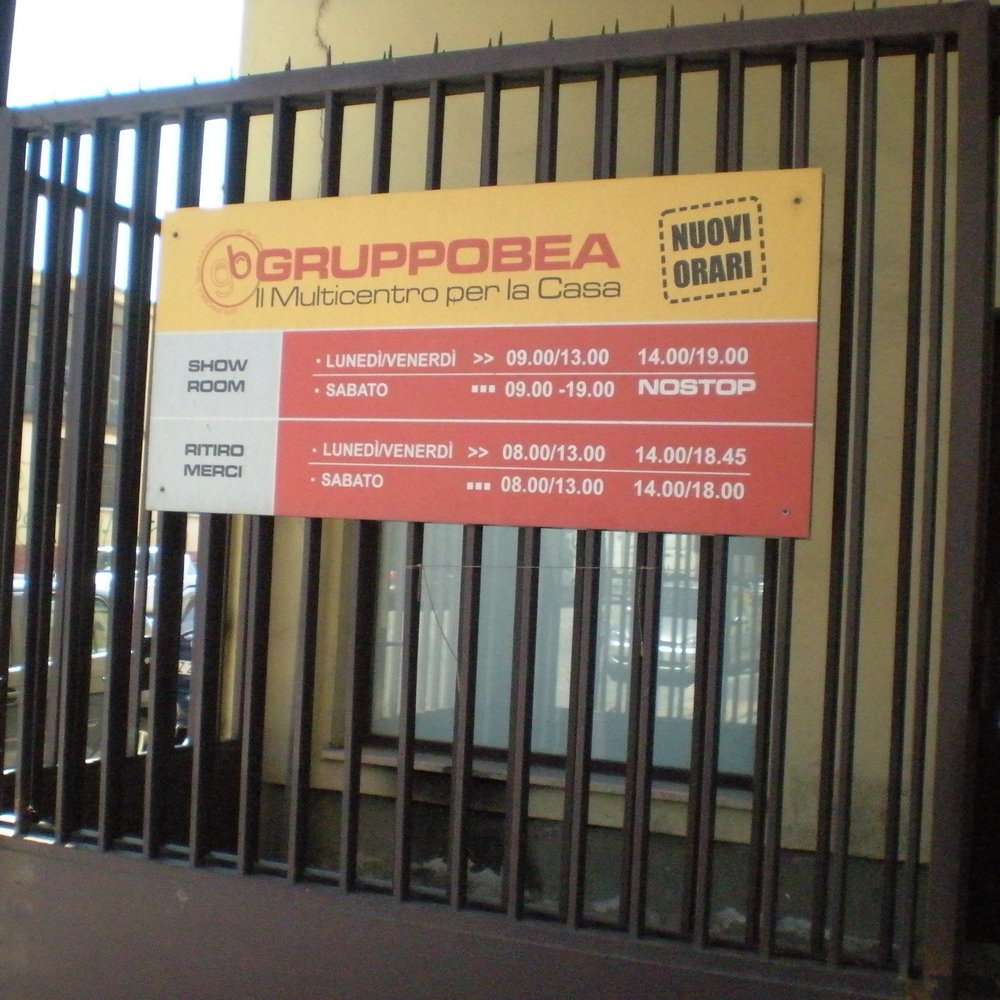 gb GRUPPOBEA
Il Multicentro per la Casa
NUOVI
ORARI
SHOW
ROOM
· LUNEDÌ/VENERDÌ >> 09.00/13.00 14.00/19.00
· SABATO ... 09.00 -19.00 NOSTOP
RITIRO
MERCI
· LUNEDÌ/VENERDÌ >> 08.00/13.00 14.00/18.45
· SABATO ... 08.00/13.00 14.00/18.00